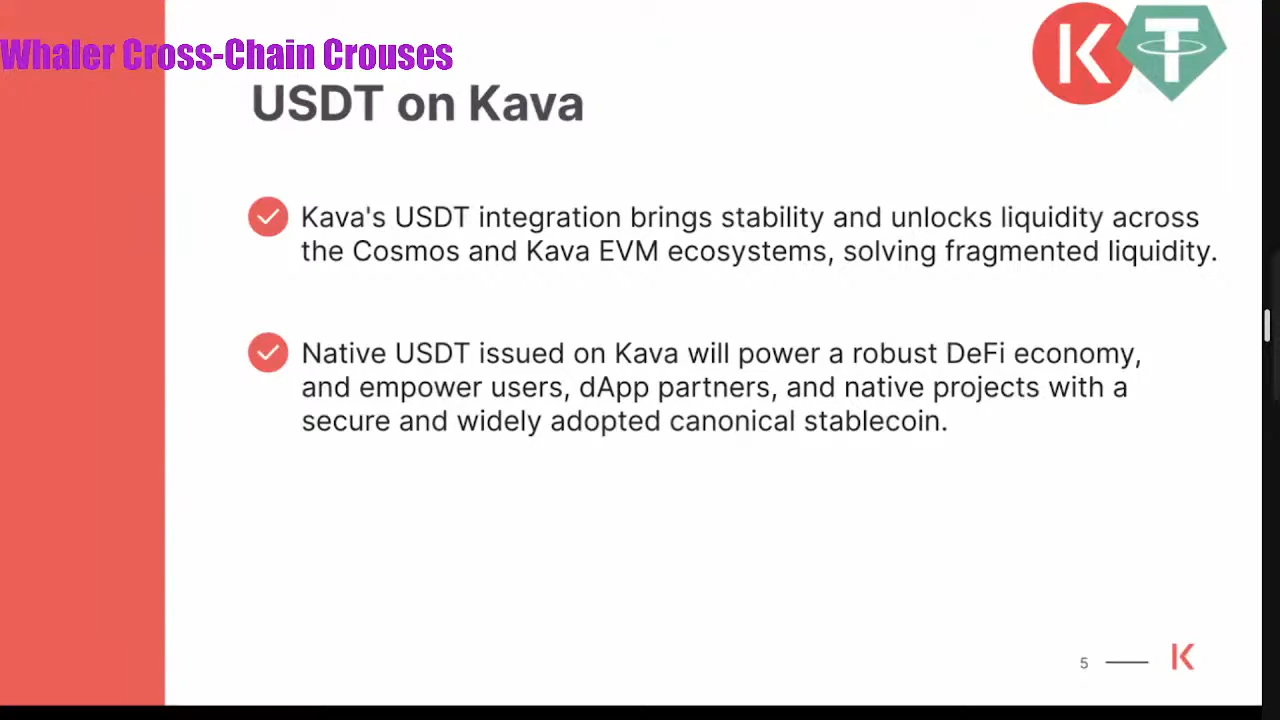 Whaler Cross-Chain Crouses
USDT on Kava
Kava's USDT integration brings stability and unlocks liquidity across
the Cosmos and Kava EVM ecosystems, solving fragmented liquidity.
Native USDT issued on Kava will power a robust DeFi economy,
and empower users, dApp partners, and native projects with a
secure and widely adopted canonical stablecoin.
5